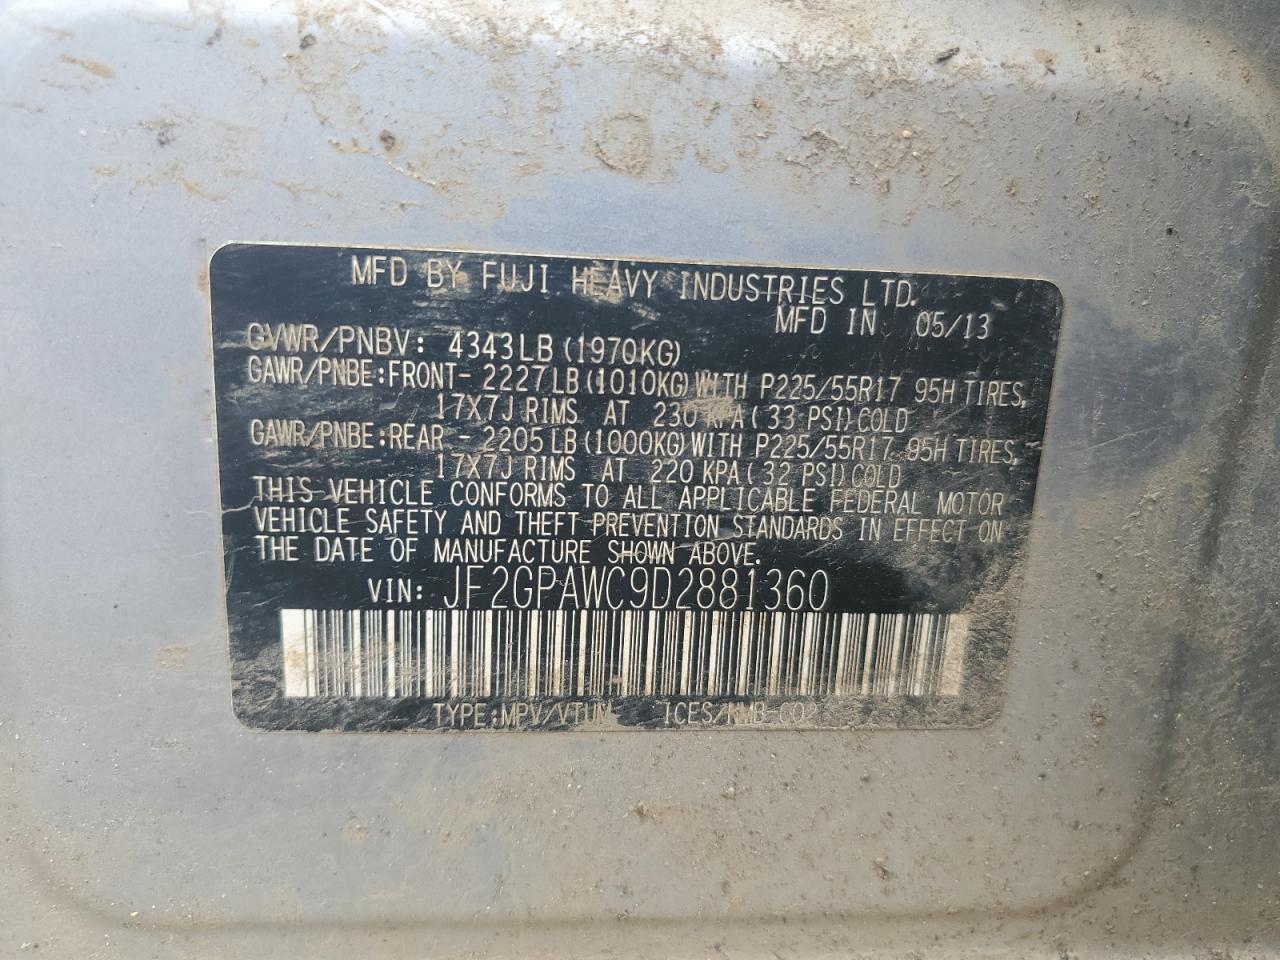 MFD BY FUJI HEAVY INDUSTRIES LTD.
MFD IN 05/13
GVWR/PNBV: 4343LB (1970KG)
GAWR/PNBE:FRONT- 2227LB (1010KG) WITH P225/55R17 95H TIRES,
17X7J RIMS AT 230 KPA ( 33 PSI) COLD
GAWR/PNBE:REAR - 2205LB (1000KG) WITH P225/55R17 95H TIRES,
17X7J RIMS AT 220 KPA ( 32 PSI) COLD
THIS VEHICLE CONFORMS TO ALL APPLICABLE FEDERAL MOTOR
VEHICLE SAFETY AND THEFT PREVENTION STANDARDS IN EFFECT ON
THE DATE OF MANUFACTURE SHOWN ABOVE.
VIN: JF2GPAWC9D2881360
TYPE:MPV/VTUM ICES/NMB-002